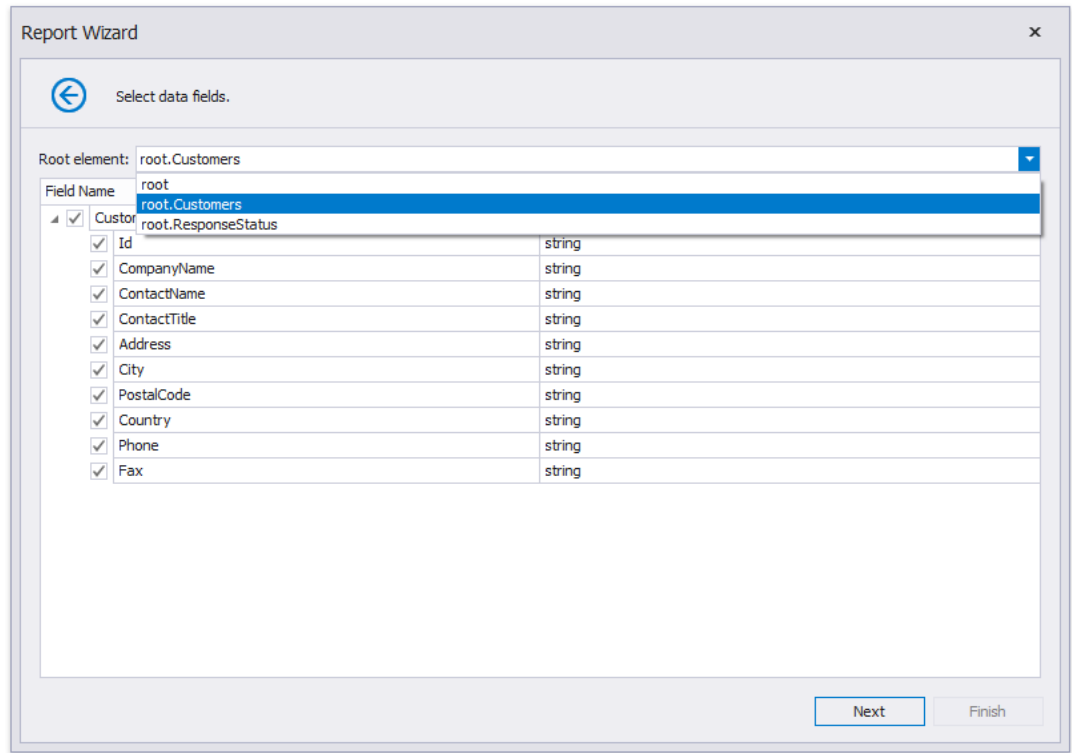 Report Wizard
Select data fields.
Root element: root.Customers
Field Name
root
root.Customers
root.ResponseStatus
Id string
CompanyName string
ContactName string
ContactTitle string
Address string
City string
PostalCode string
Country string
Phone string
Fax string
Next Finish